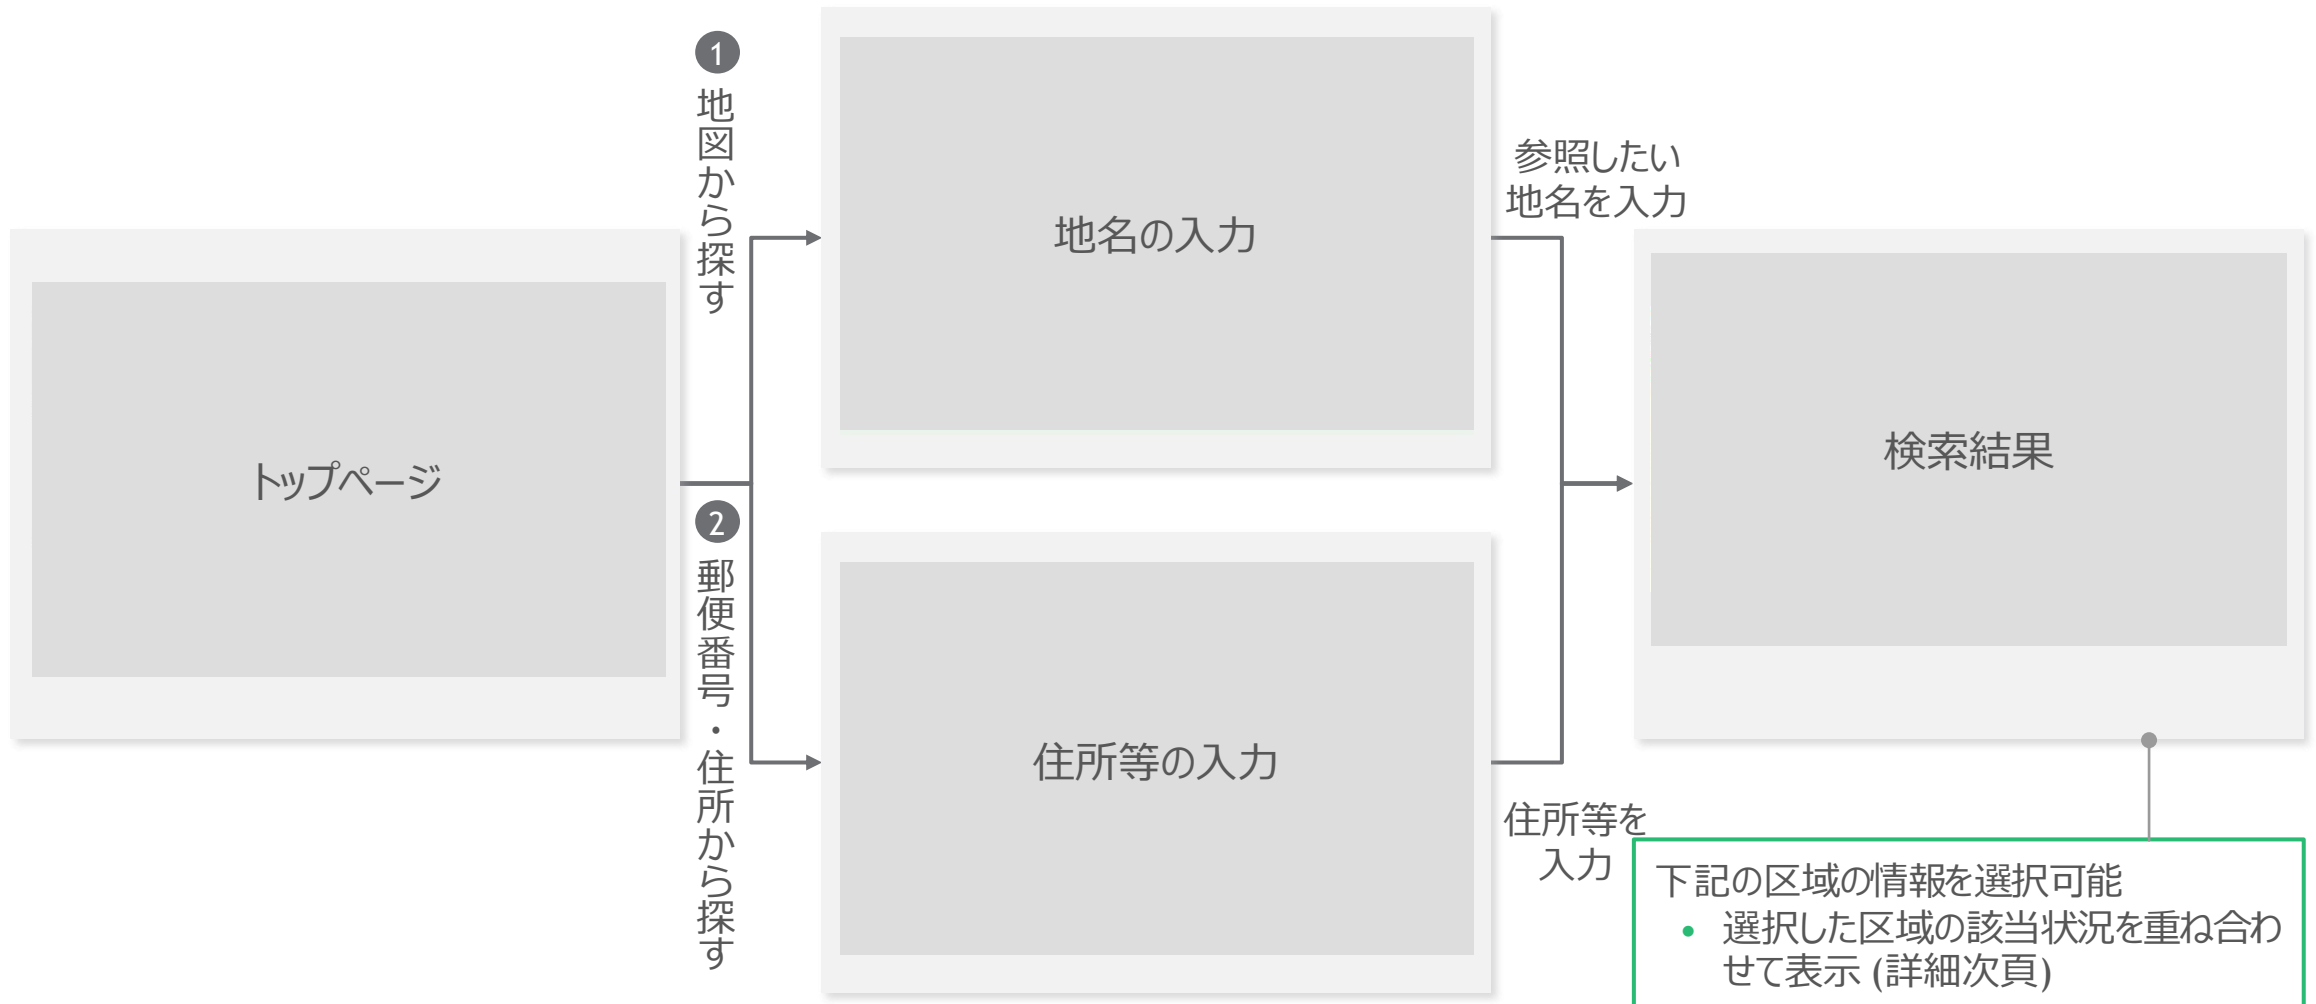 トップページ
1
地図から探す
2
郵便番号・住所から探す
地名の入力
住所等の入力
参照したい
地名を入力
住所等を
入力
検索結果
下記の区域の情報を選択可能
• 選択した区域の該当状況を重ね合わ
せて表示 (詳細次頁)